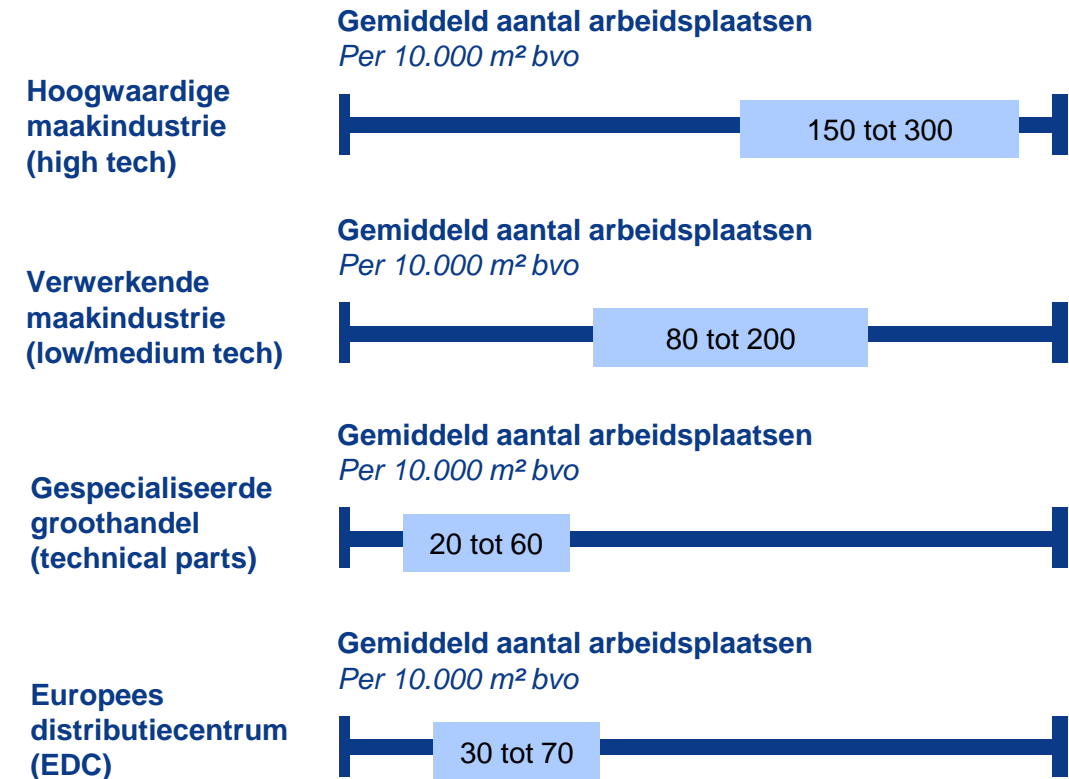 Gemiddeld aantal arbeidsplaatsen
Per 10.000 m² bvo
Hoogwaardige
maakindustrie
(high tech)
150 tot 300
Gemiddeld aantal arbeidsplaatsen
Per 10.000 m² bvo
Verwerkende
maakindustrie
(low/medium tech)
80 tot 200
Gemiddeld aantal arbeidsplaatsen
Per 10.000 m² bvo
Gespecialiseerde
groothandel
(technical parts)
20 tot 60
Gemiddeld aantal arbeidsplaatsen
Per 10.000 m² bvo
Europees
distributiecentrum
(EDC)
30 tot 70